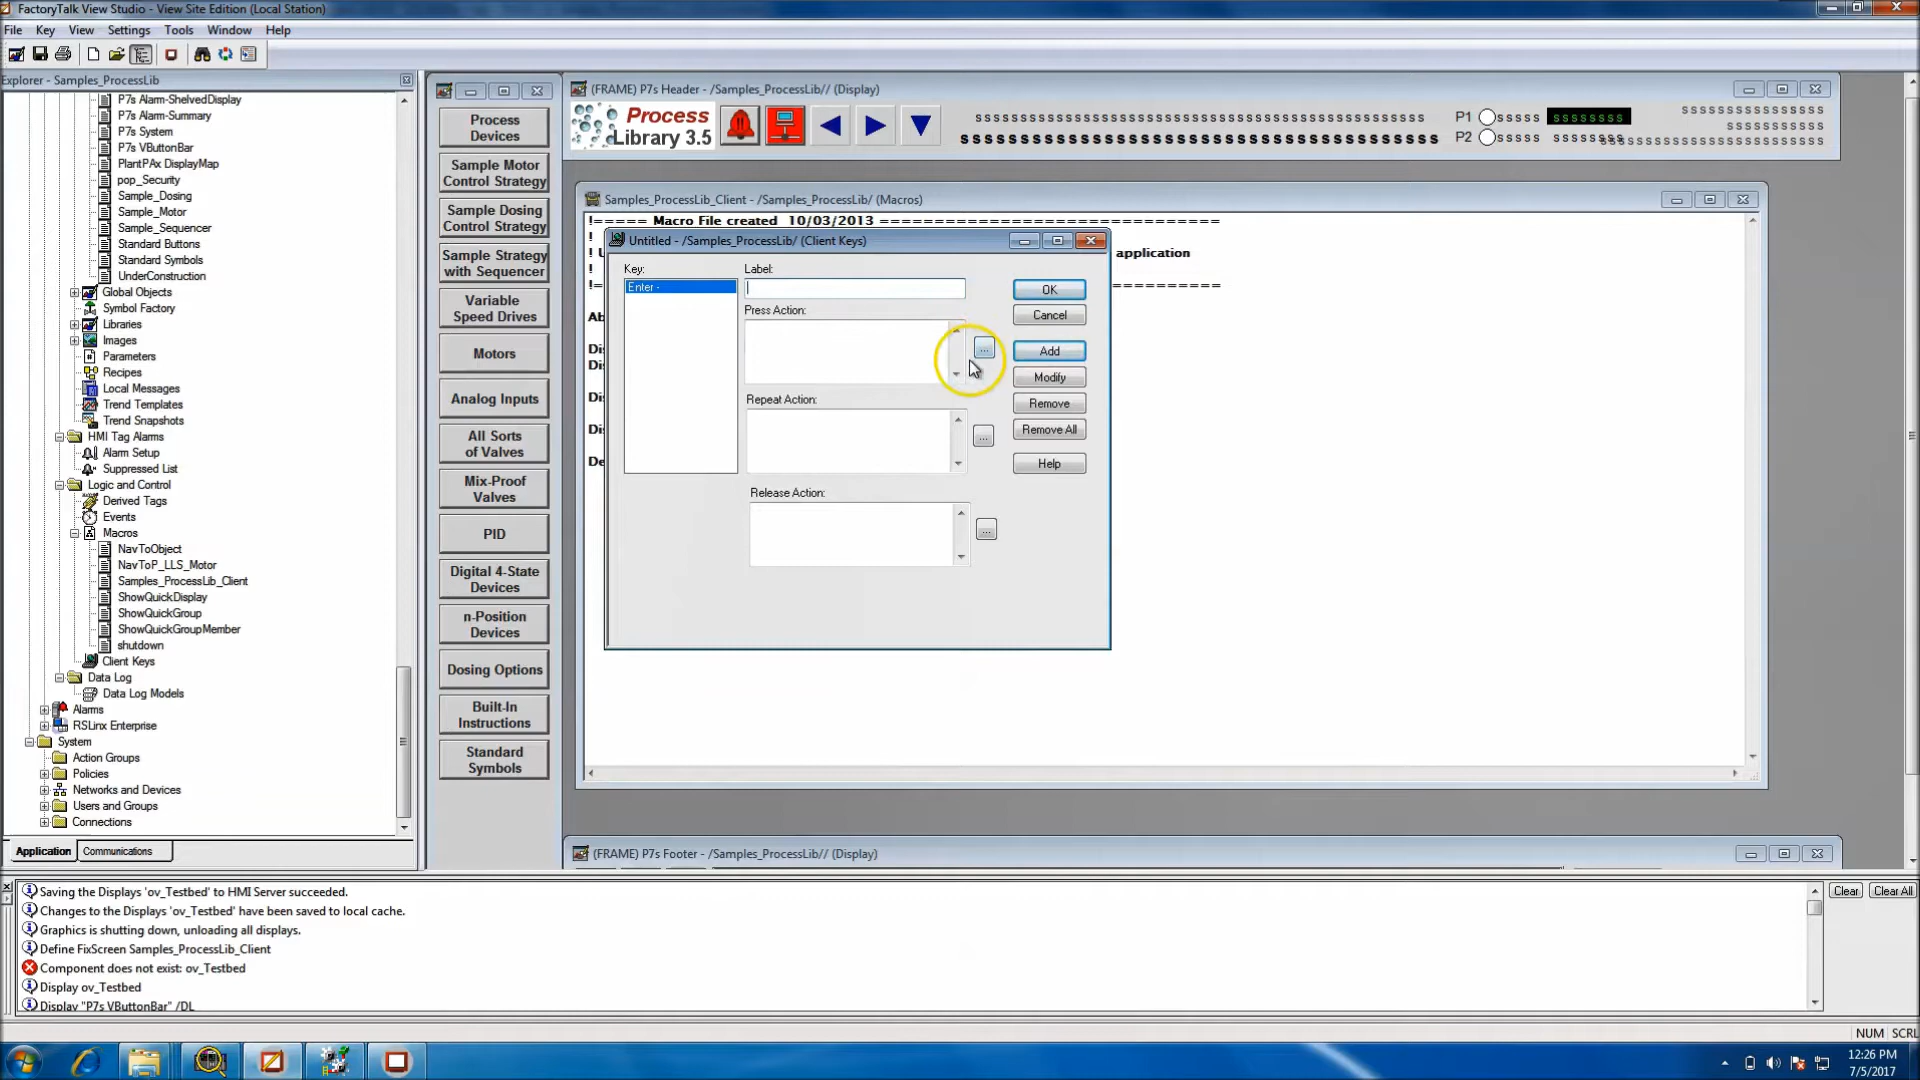 FactoryTalk View Studio - View Site Edition (Local Station)
File Key View Settings Tools Window Help
Explorer - Samples_ProcessLib
P7s Alarm-ShelvedDisplay
P7s Alarm-Summary
P7s System
P7s VButtonBar
PlantPAx DisplayMap
pop_Security
Sample_Dosing
Sample_Motor
Sample_Sequencer
Standard Buttons
Standard Symbols
UnderConstruction
Global Objects
Symbol Factory
Libraries
Images
Parameters
Recipes
Local Messages
Trend Templates
Trend Snapshots
HMI Tag Alarms
Alarm Setup
Suppressed List
Logic and Control
Derived Tags
Events
Macros
NavToObject
NavToP_LLS_Motor
Samples_ProcessLib_Client
ShowQuickDisplay
ShowQuickGroup
ShowQuickGroupMember
shutdown
Client Keys
Data Log
Data Log Models
Alarms
RSLinx Enterprise
System
Action Groups
Policies
Networks and Devices
Users and Groups
Connections
Application Communications
Process
Devices
Sample Motor
Control Strategy
Sample Dosing
Control Strategy
Sample Strategy
with Sequencer
Variable
Speed Drives
Motors
Analog Inputs
All Sorts
of Valves
Mix-Proof
Valves
PID
Digital 4-State
Devices
n-Position
Devices
Dosing Options
Built-In
Instructions
Standard
Symbols
(FRAME) P7s Header - /Samples_ProcessLib// (Display)
Process
Library 3.5
P1
P2
Samples_ProcessLib_Client - /Samples_ProcessLib/ (Macros)
!===== Macro File created 10/03/2013 ===============================
application
Untitled - /Samples_ProcessLib/ (Client Keys)
Key:
Enter -
Label:
Press Action:
...
Repeat Action:
...
Release Action:
...
OK
Cancel
Add
Modify
Remove
Remove All
Help
(FRAME) P7s Footer - /Samples_ProcessLib// (Display)
Saving the Displays 'ov_Testbed' to HMI Server succeeded.
Changes to the Displays 'ov_Testbed' have been saved to local cache.
Graphics is shutting down, unloading all displays.
Define FixScreen Samples_ProcessLib_Client
Component does not exist: ov_Testbed
Display ov_Testbed
Display "P7s VButtonBar" /DL
Clear Clear All
NUM SCRL
12:26 PM
7/5/2017